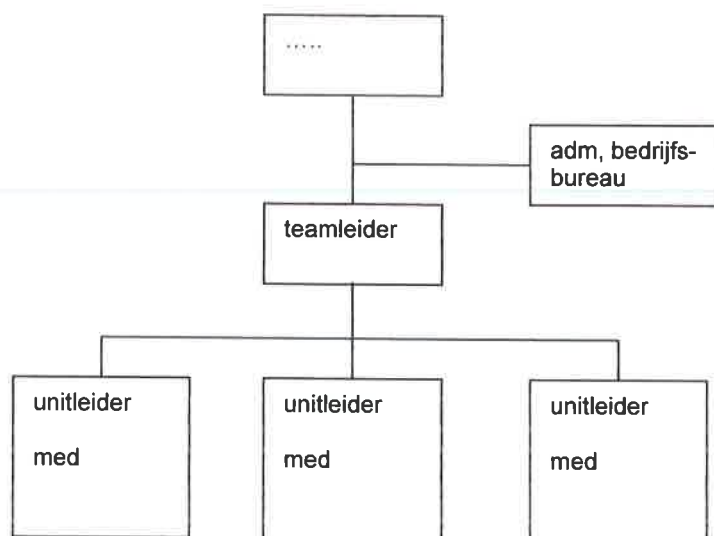 .....
adm, bedrijfs-
bureau
teamleider
unitleider
med
unitleider
med
unitleider
med